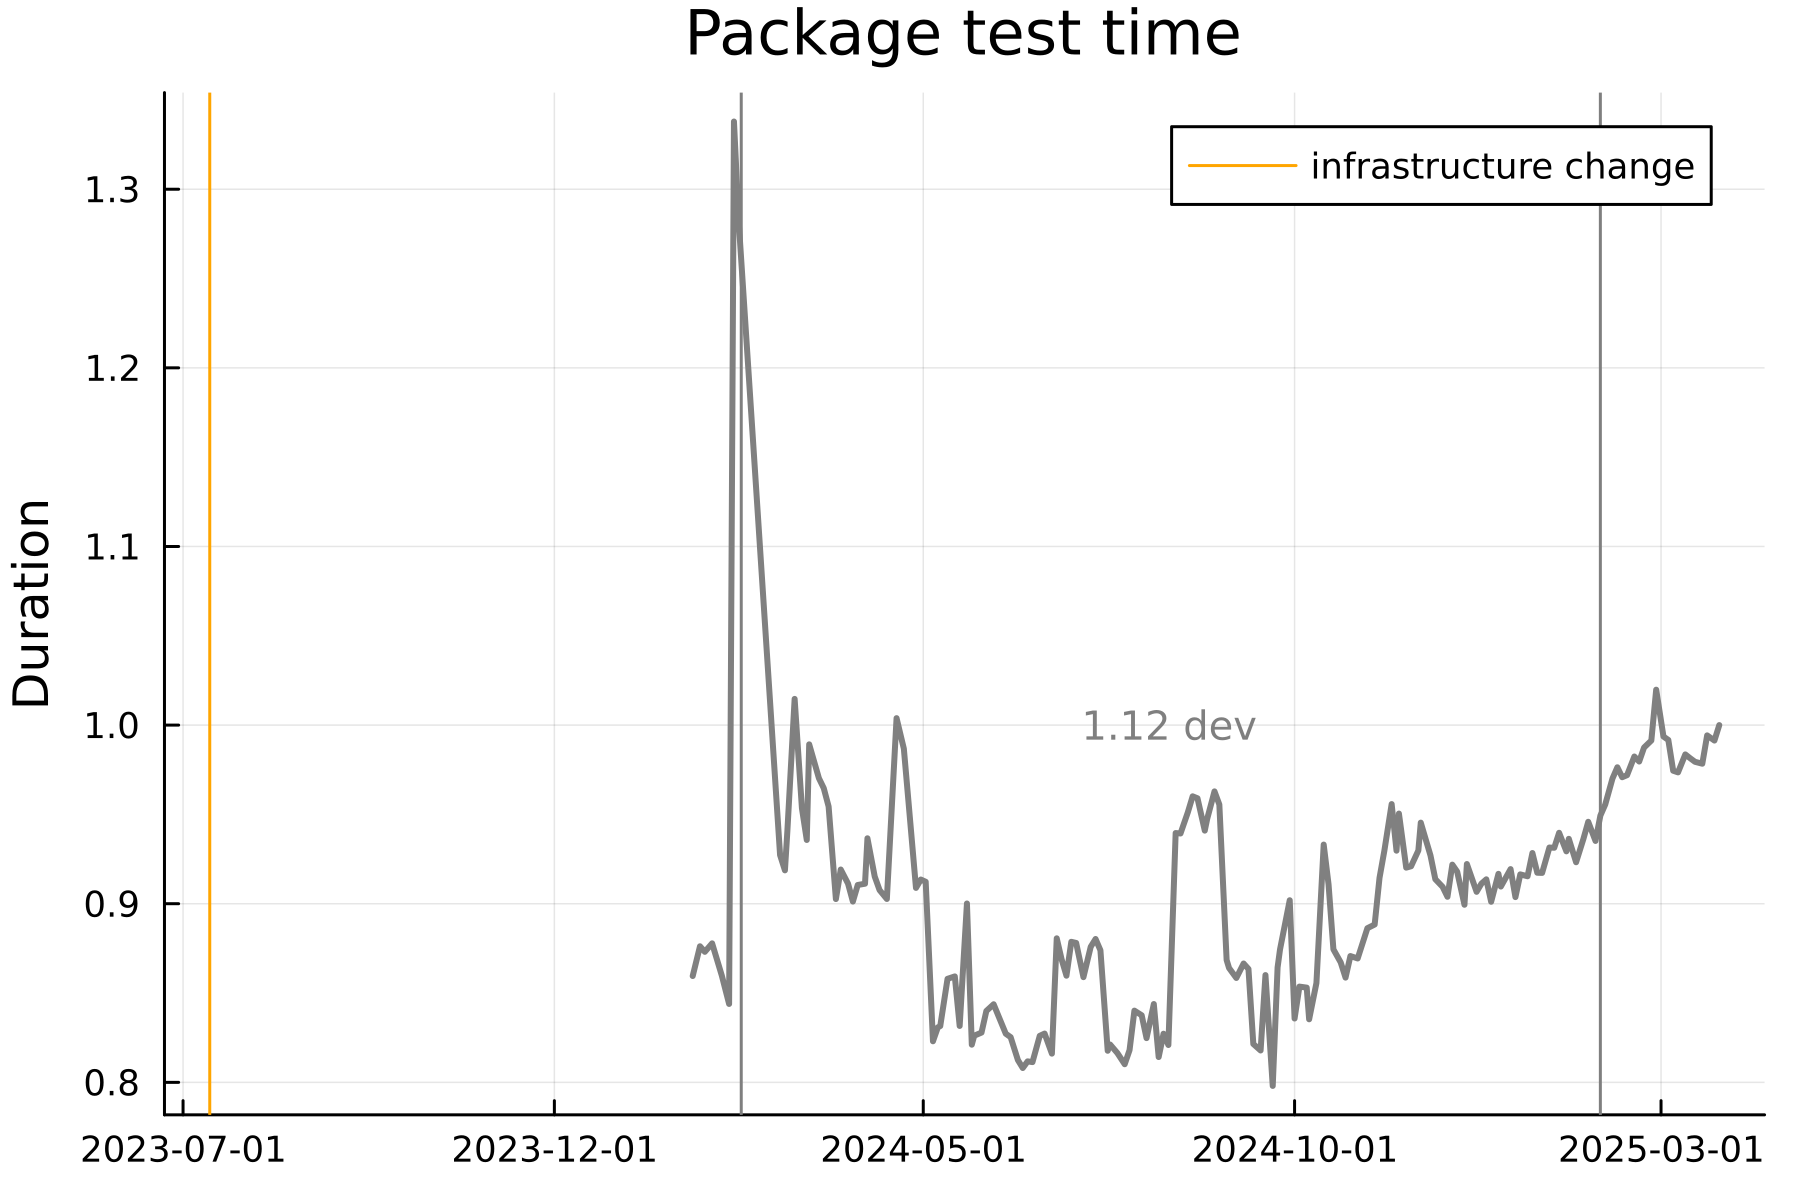 Package test time
infrastructure change
1.3
1.2
1.1
1.0
0.9
0.8
Duration
1.12 dev
2023-07-01
2023-12-01
2024-05-01
2024-10-01
2025-03-01